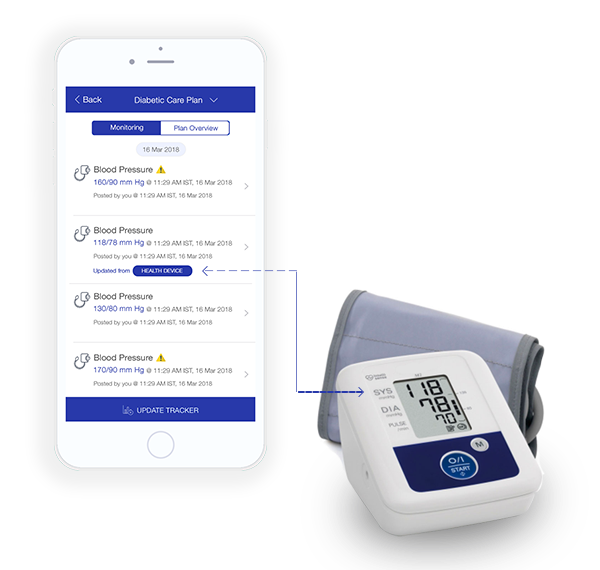 Back
Diabetic Care Plan
Monitoring
Plan Overview
16 Mar 2018
Blood Pressure
160/90 mm Hg @ 11:29 AM IST, 16 Mar 2018
Posted by you @ 11:29 AM IST, 16 Mar 2018
Blood Pressure
118/78 mm Hg @ 11:29 AM IST, 16 Mar 2018
Posted by you @ 11:29 AM IST, 16 Mar 2018
Updated from HEALTH DEVICE
Blood Pressure
130/80 mm Hg @ 11:29 AM IST, 16 Mar 2018
Posted by you @ 11:29 AM IST, 16 Mar 2018
Blood Pressure
170/90 mm Hg @ 11:29 AM IST, 16 Mar 2018
Posted by you @ 11:29 AM IST, 16 Mar 2018
UPDATE TRACKER
SYS
mmHg
118
DIA
mmHg
78
PULSE
70
M
O/I
START